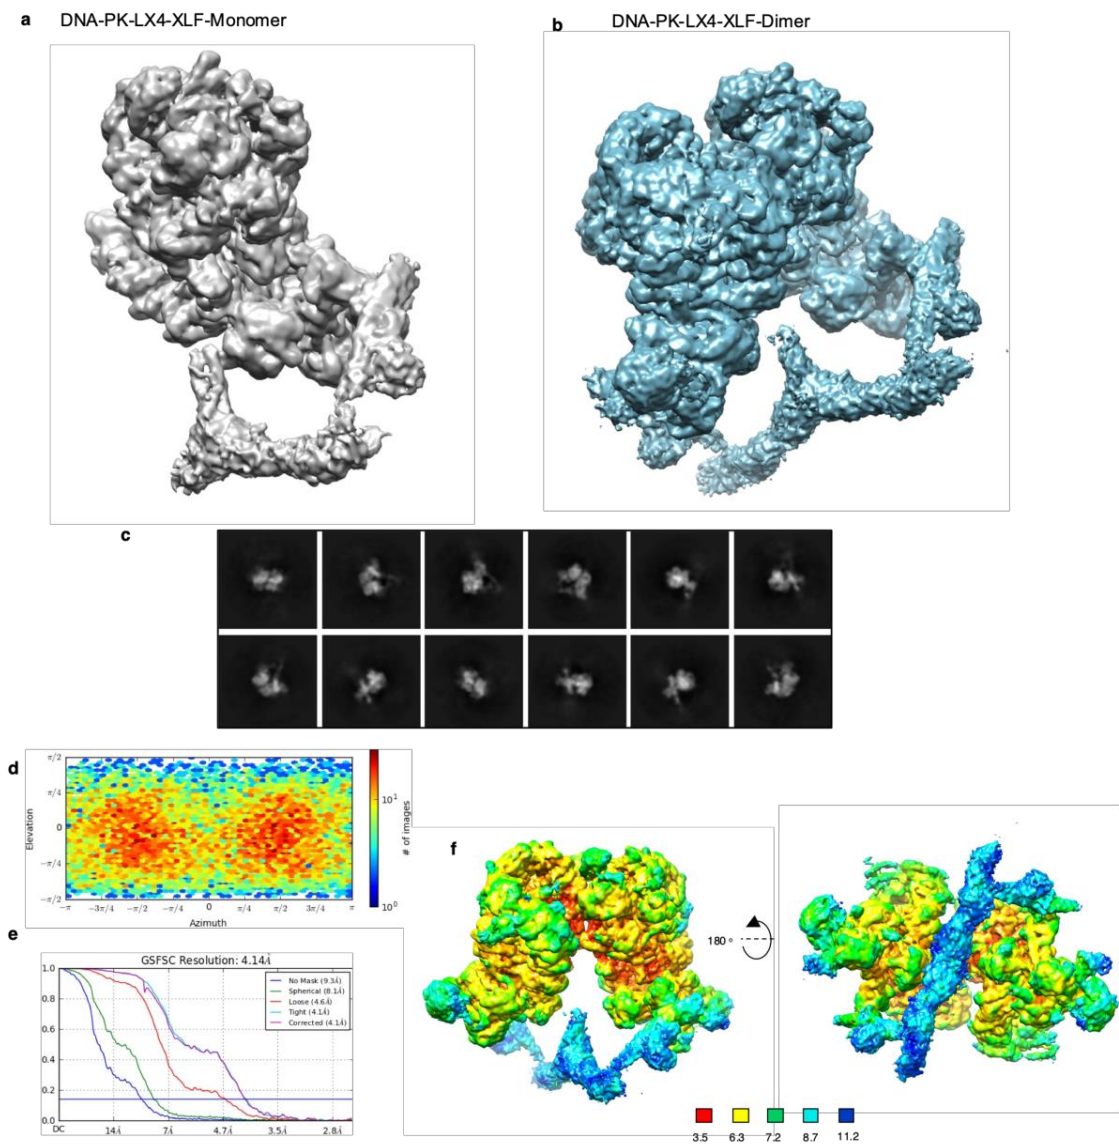 a DNA-PK-LX4-XLF-Monomer
b DNA-PK-LX4-XLF-Dimer
c
d
π/2
π/4
0
−π/4
−π/2
Elevation
−π −3π/4 −π/2 −π/4 0 π/4 π/2 3π/4 π
Azimuth
10¹
10⁰
# of images
e
GSFSC Resolution: 4.14Å
1.0
0.8
0.6
0.4
0.2
0.0
No Mask (9.3Å)
Spherical (8.1Å)
Loose (4.6Å)
Tight (4.1Å)
Corrected (4.1Å)
DC 14Å 7Å 4.7Å 3.5Å 2.8Å
f
180 °
3.5 6.3 7.2 8.7 11.2